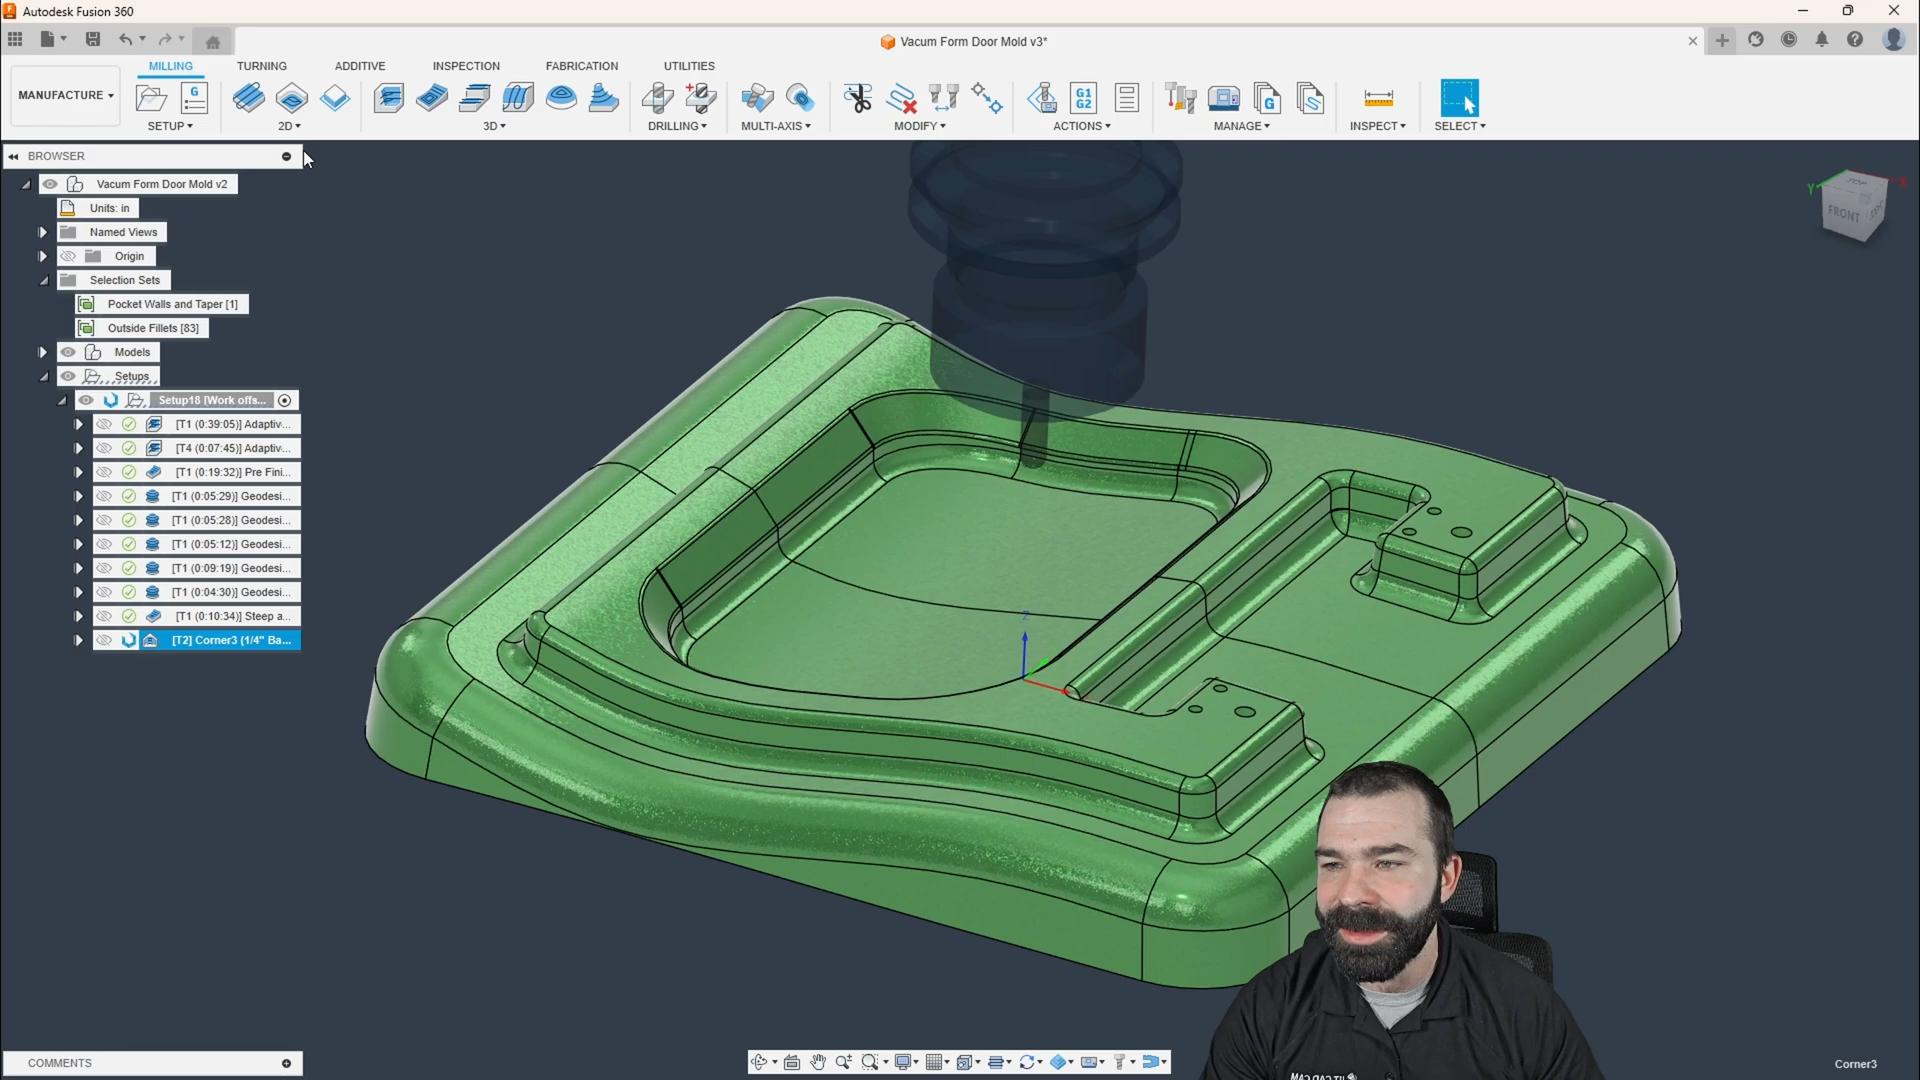 Autodesk Fusion 360
Vacum Form Door Mold v3*
MILLING TURNING ADDITIVE INSPECTION FABRICATION UTILITIES
MANUFACTURE
G
G1
G2
G
SETUP 2D 3D DRILLING MULTI-AXIS MODIFY ACTIONS MANAGE INSPECT SELECT
BROWSER
Vacum Form Door Mold v2
Units: in
Named Views
Origin
Selection Sets
Pocket Walls and Taper [1]
Outside Fillets [83]
Models
Setups
Setup18 [Work offs...
[T1 (0:39:05)] Adaptiv...
[T4 (0:07:45)] Adaptiv...
[T1 (0:19:32)] Pre Fini...
[T1 (0:05:29)] Geodesi...
[T1 (0:05:28)] Geodesi...
[T1 (0:05:12)] Geodesi...
[T1 (0:09:19)] Geodesi...
[T1 (0:04:30)] Geodesi...
[T1 (0:10:34)] Steep a...
[T2] Corner3 (1/4" Ba...
TOP
Y X
FRONT
Z
COMMENTS
Corner3